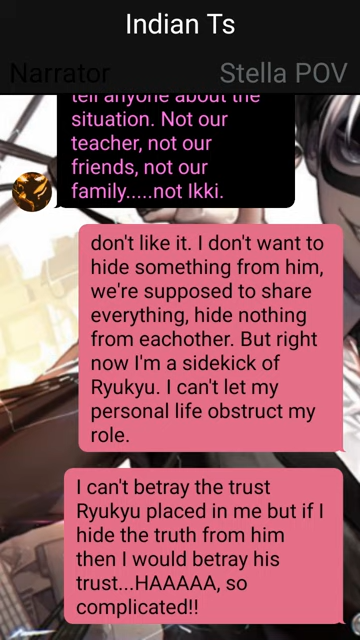 Indian Ts
Narrator
Stella POV
tell anyone about the
situation. Not our
teacher, not our
friends, not our
family.....not Ikki.
don't like it. I don't want to
hide something from him,
we're supposed to share
everything, hide nothing
from eachother. But right
now I'm a sidekick of
Ryukyu. I can't let my
personal life obstruct my
role.
I can't betray the trust
Ryukyu placed in me but if I
hide the truth from him
then I would betray his
trust...HAAAAA, so
complicated!!